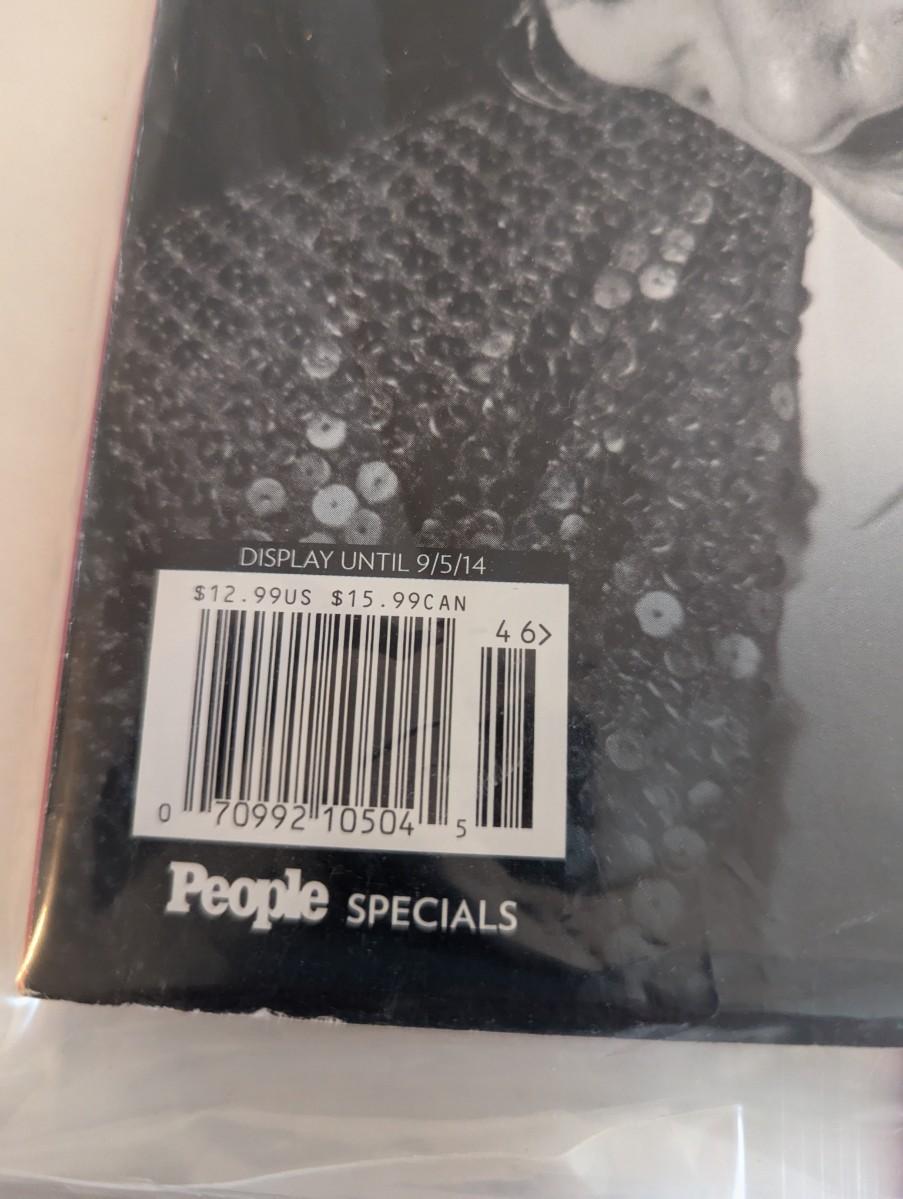 DISPLAY UNTIL 9/5/14
$12.99US $15.99CAN
46>
0 70992 10504 5
People SPECIALS